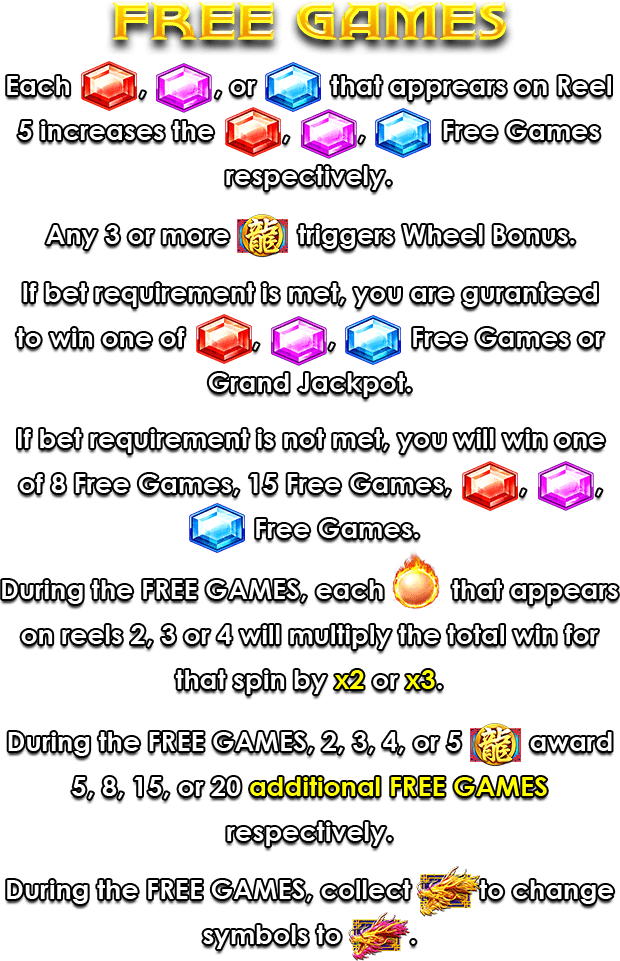 FREE GAMES
Each , , or that apprears on Reel
5 increases the , , Free Games
respectively.
Any 3 or more 龍 triggers Wheel Bonus.
If bet requirement is met, you are guranteed
to win one of , , Free Games or
Grand Jackpot.
If bet requirement is not met, you will win one
of 8 Free Games, 15 Free Games, , ,
Free Games.
During the FREE GAMES, each that appears
on reels 2, 3 or 4 will multiply the total win for
that spin by x2 or x3.
During the FREE GAMES, 2, 3, 4, or 5 龍 award
5, 8, 15, or 20 additional FREE GAMES
respectively.
During the FREE GAMES, collect to change
symbols to .